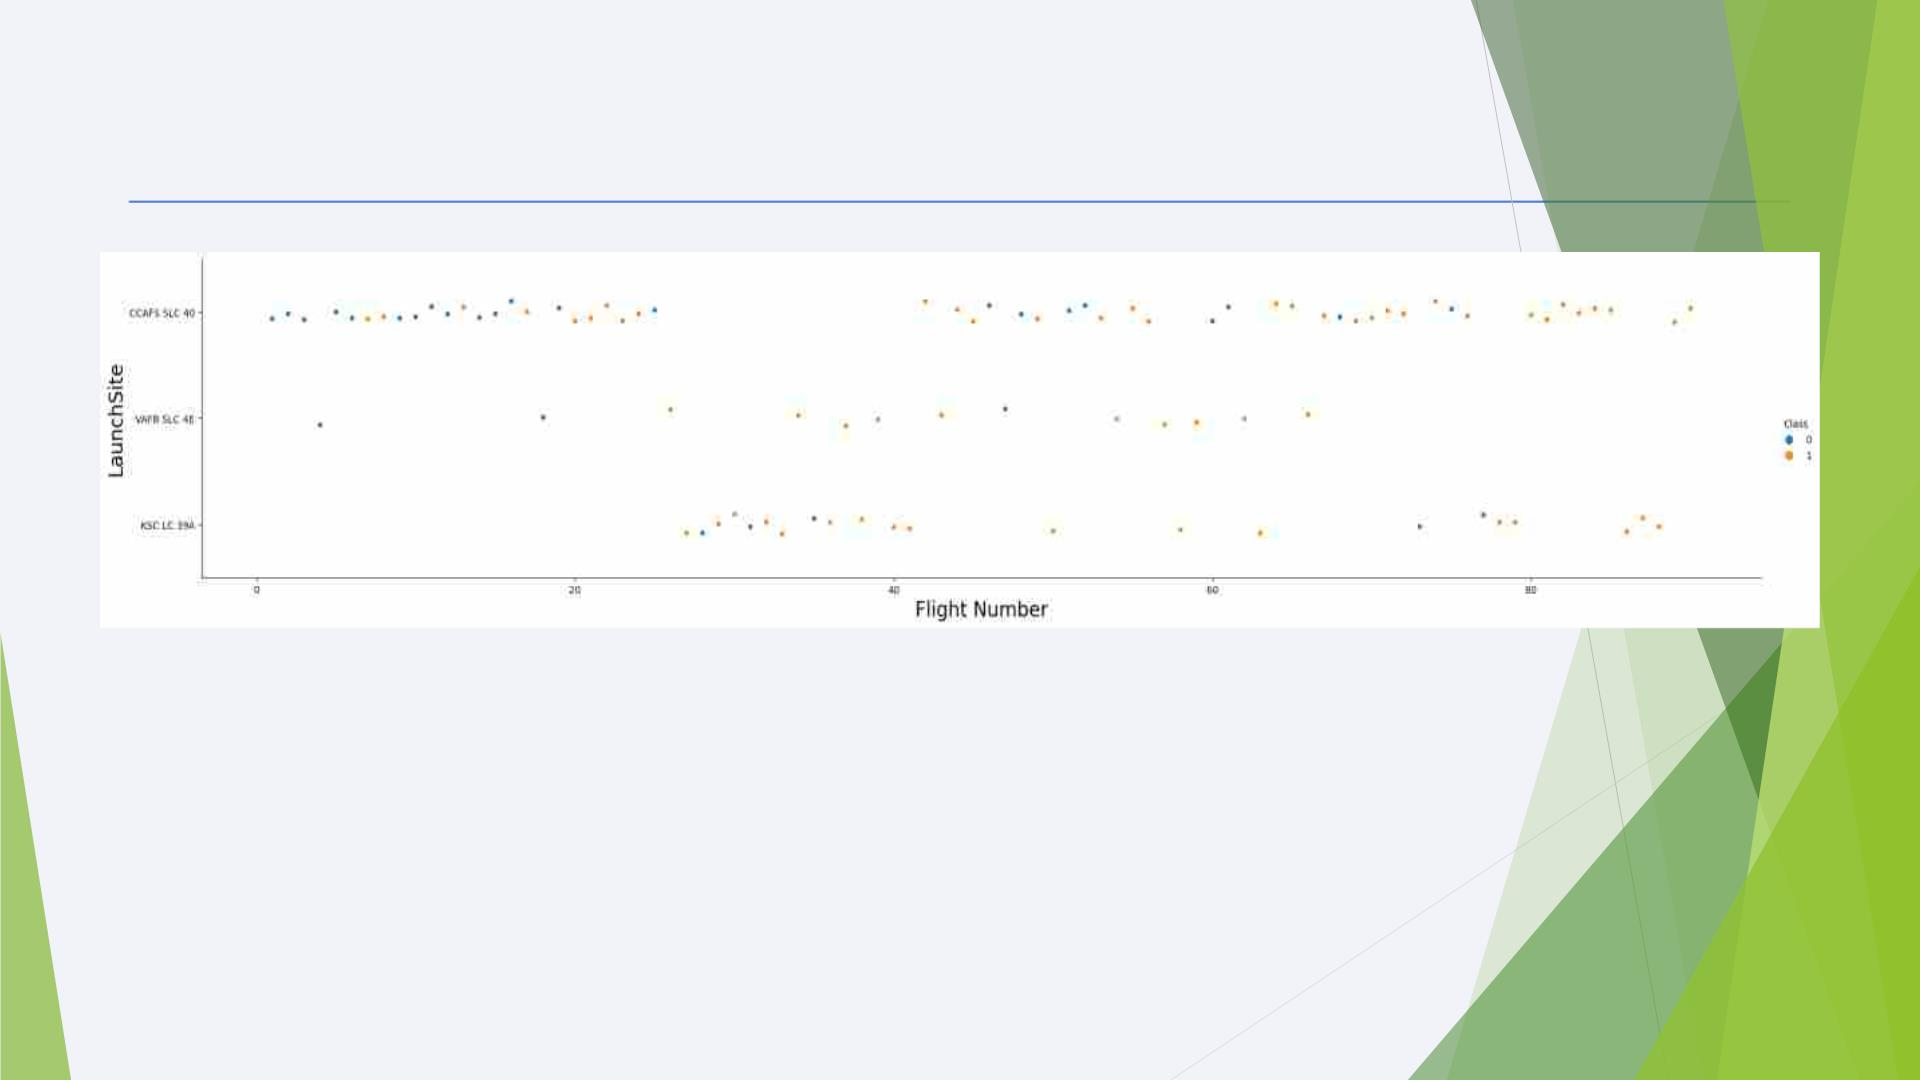 CCAFS SLC 40
VAFB SLC 4E
KSC LC 39A
LaunchSite
0
20
40
60
80
Flight Number
Class
0
1